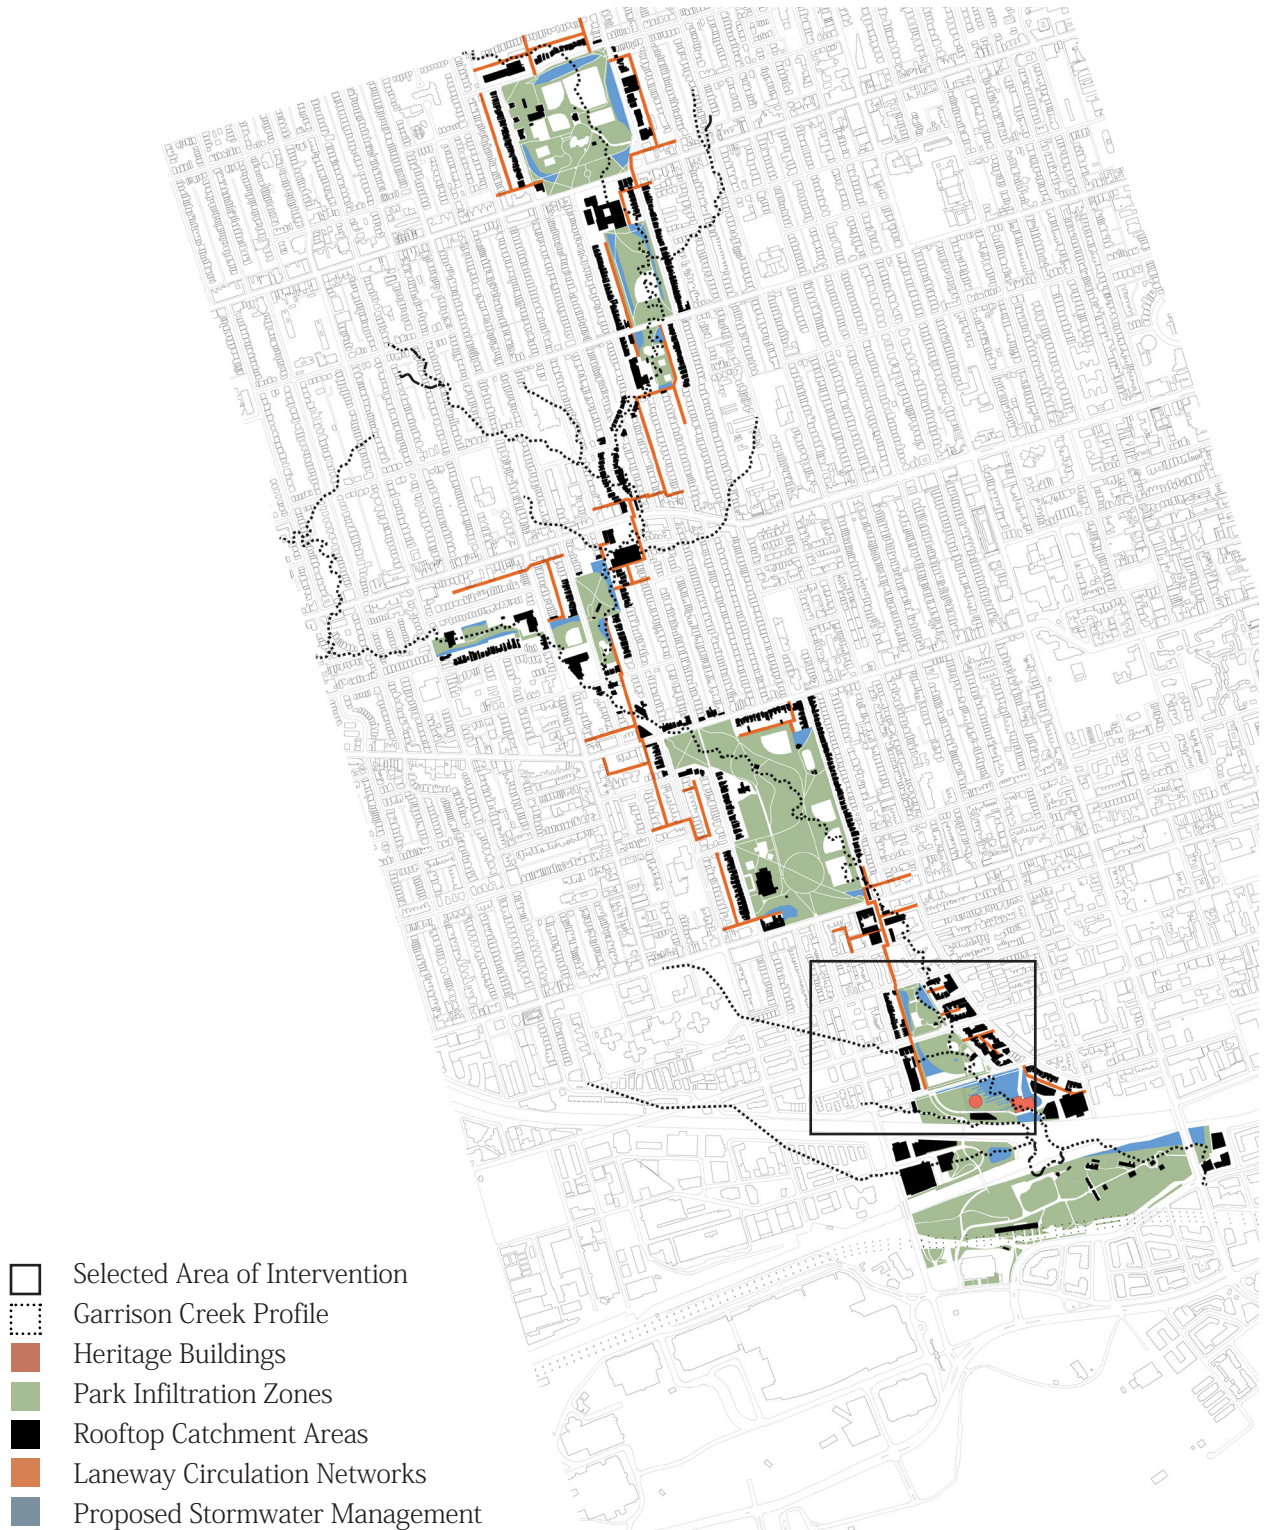 Selected Area of Intervention
Garrison Creek Profile
Heritage Buildings
Park Infiltration Zones
Rooftop Catchment Areas
Laneway Circulation Networks
Proposed Stormwater Management